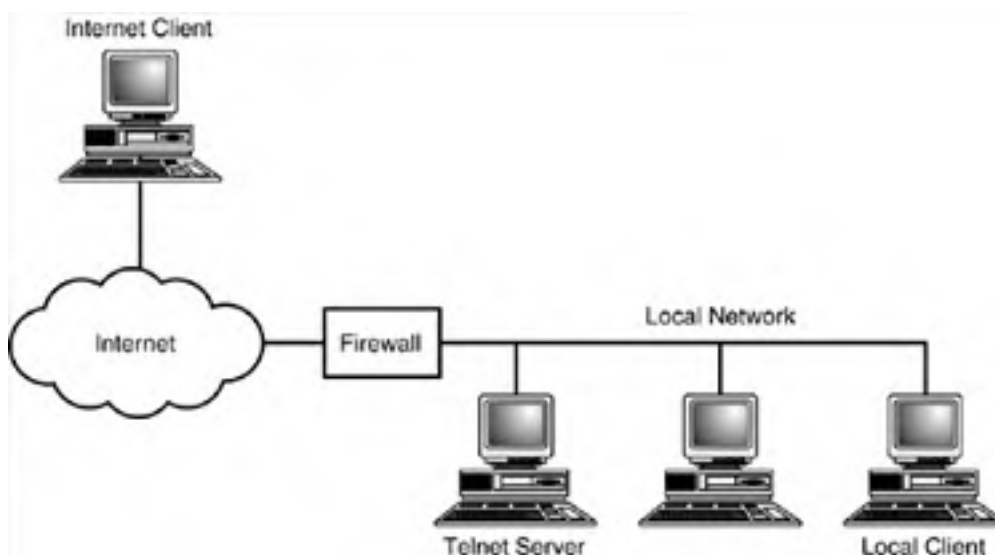 Internet Client
Internet
Firewall
Local Network
Telnet Server
Local Client